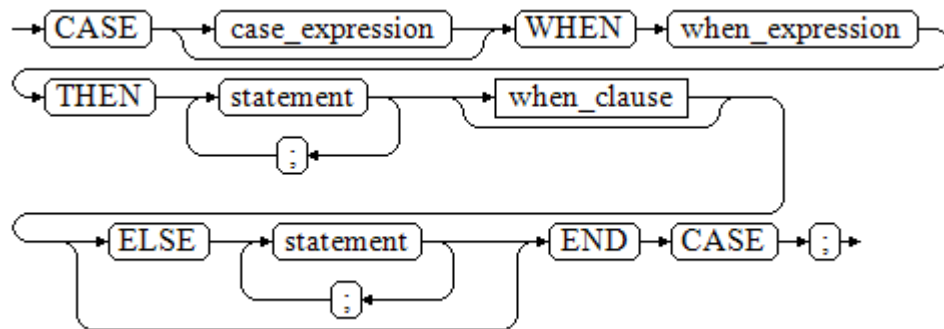 CASE case_expression WHEN when_expression
THEN statement when_clause
;
ELSE statement END CASE ;
;